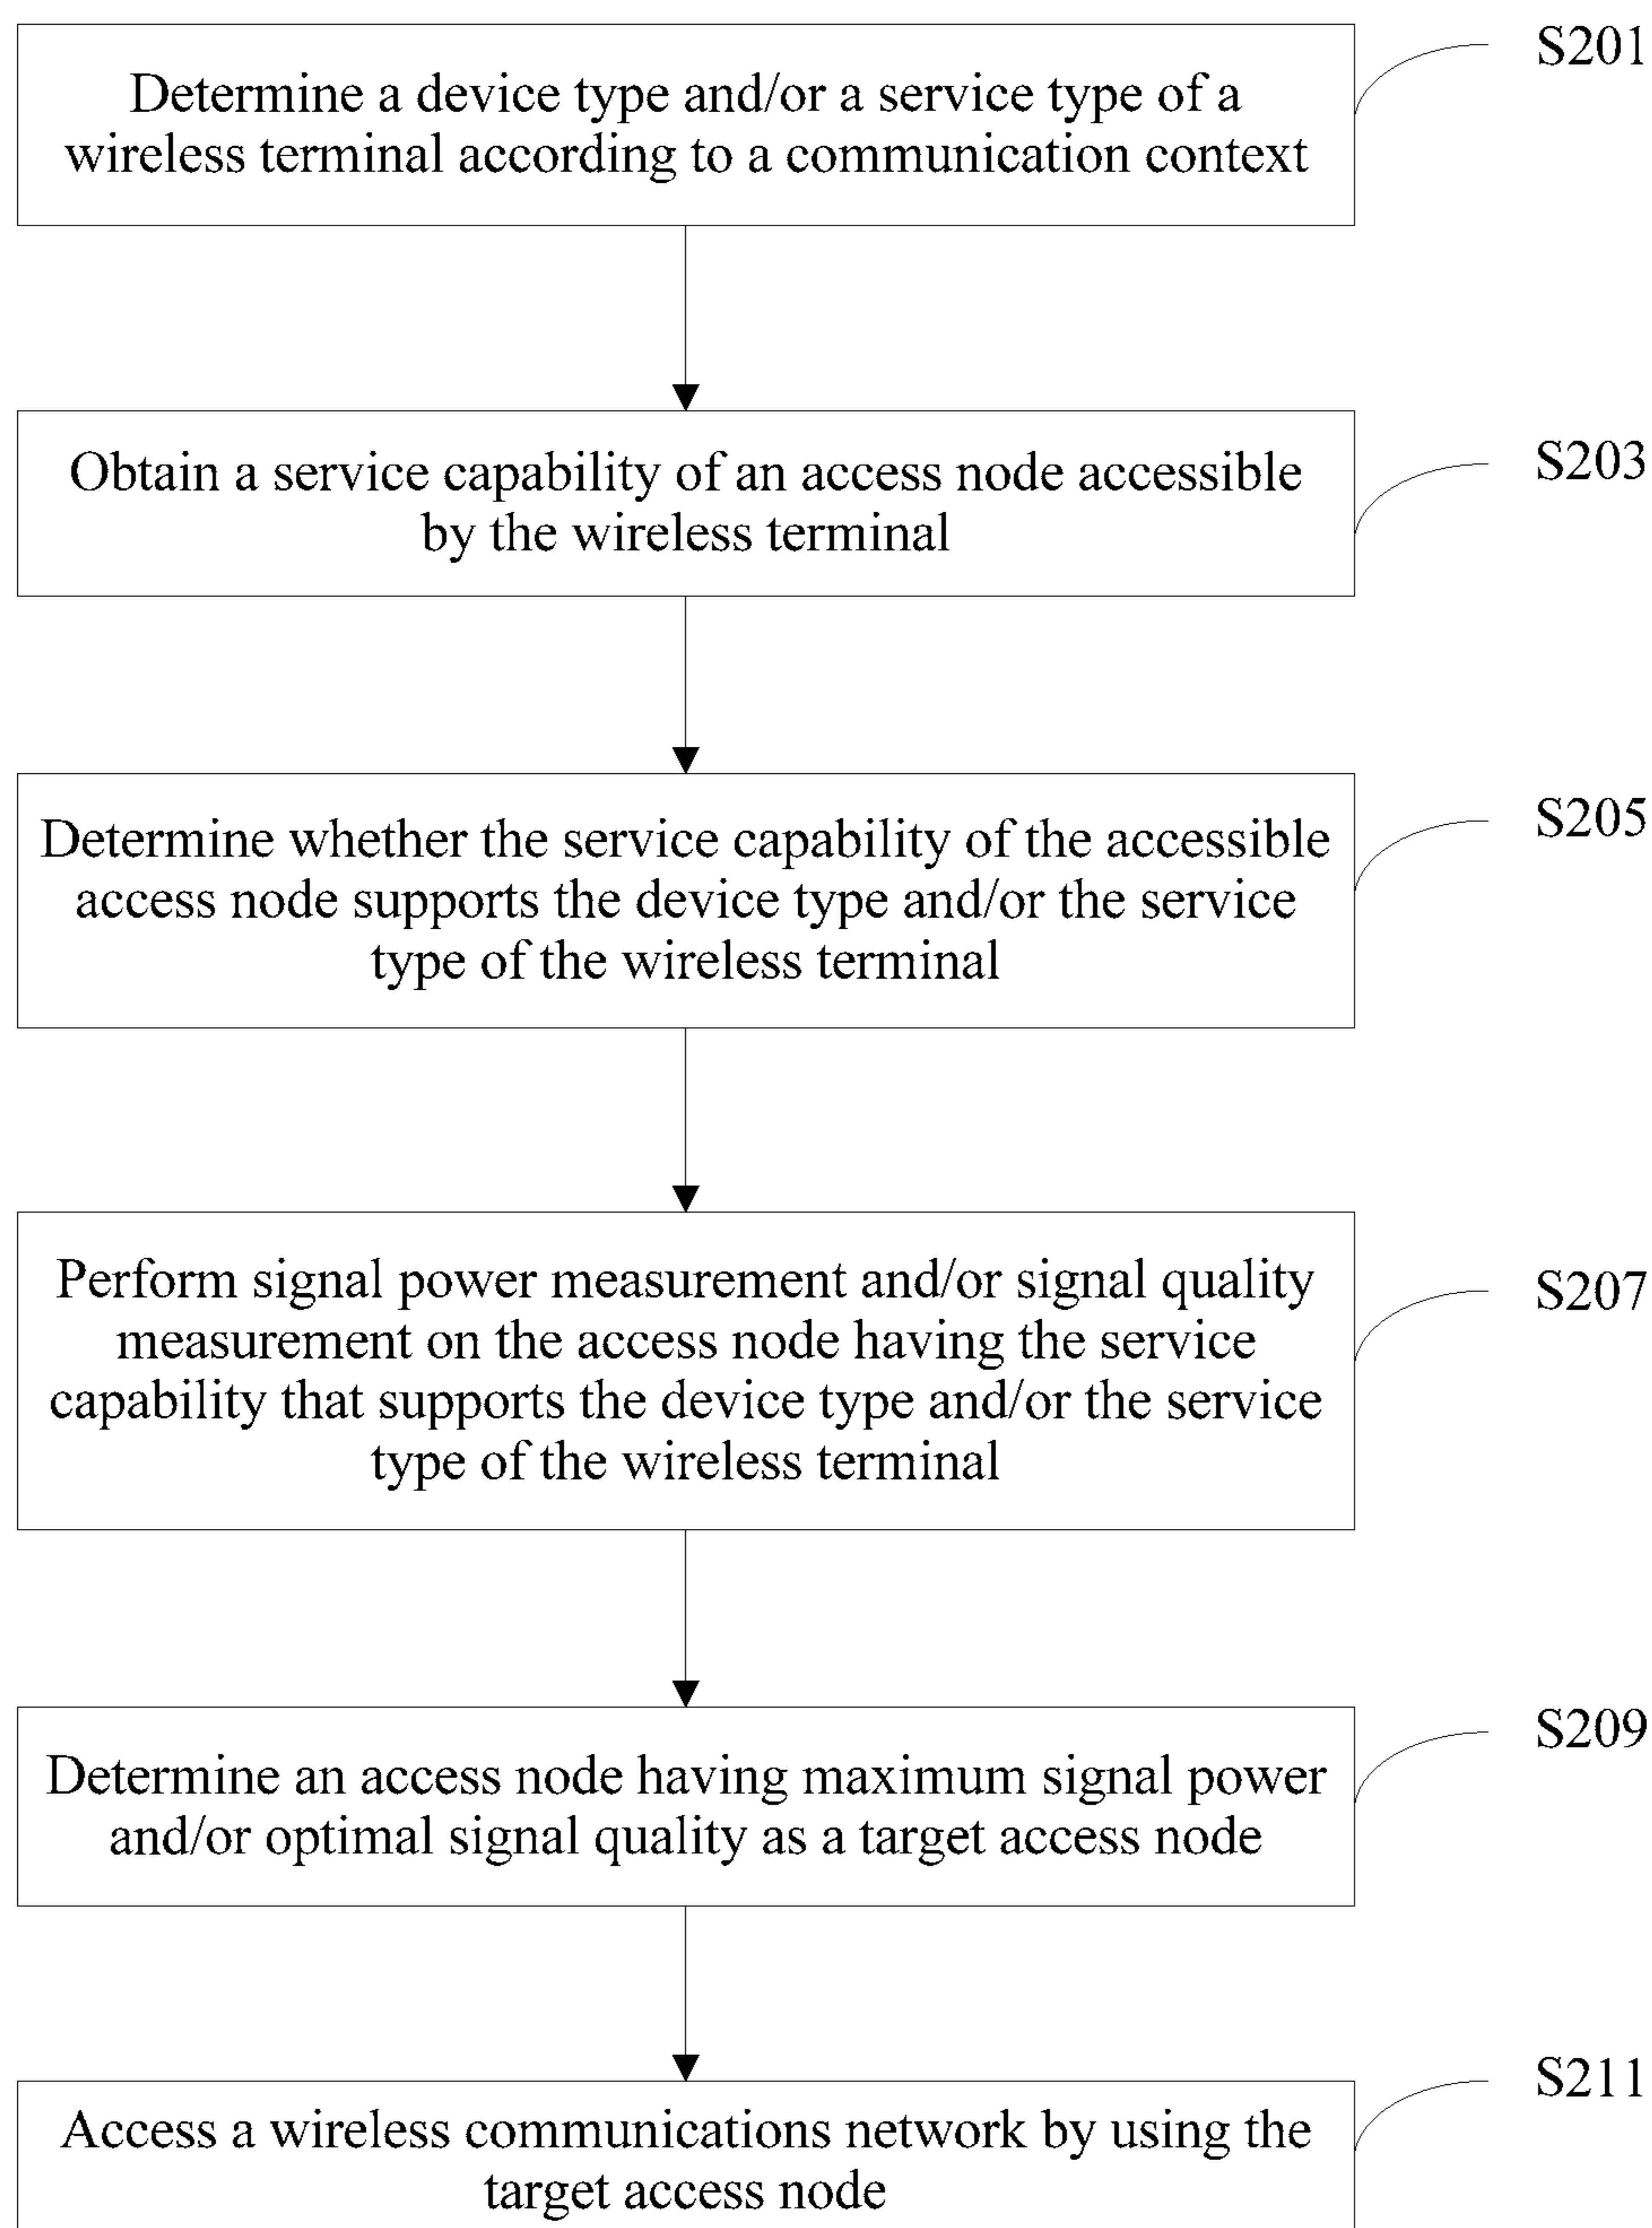 S201
Determine a device type and/or a service type of a
wireless terminal according to a communication context
S203
Obtain a service capability of an access node accessible
by the wireless terminal
S205
Determine whether the service capability of the accessible
access node supports the device type and/or the service
type of the wireless terminal
S207
Perform signal power measurement and/or signal quality
measurement on the access node having the service
capability that supports the device type and/or the service
type of the wireless terminal
S209
Determine an access node having maximum signal power
and/or optimal signal quality as a target access node
S211
Access a wireless communications network by using the
target access node